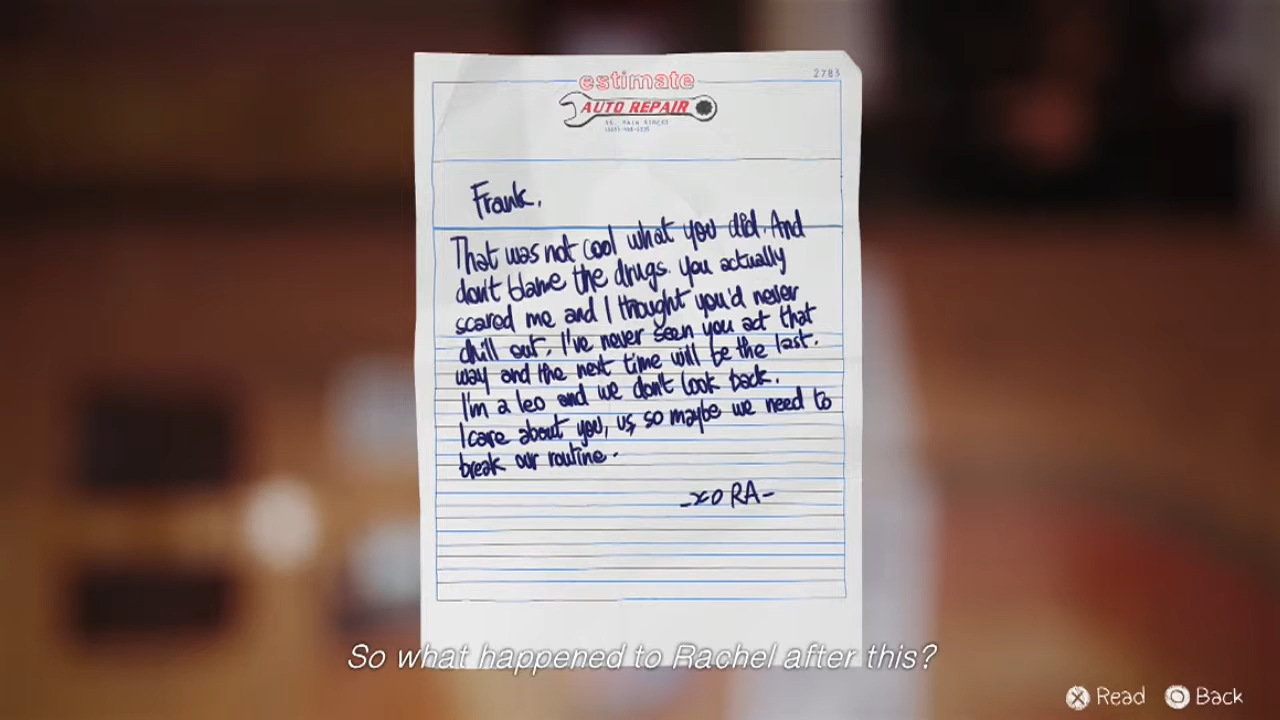 estimate
2783
AUTO REPAIR
Frank,
That was not cool what you did. And
don't blame the drugs. You actually
scared me and I thought you'd never
chill out. I've never seen you act that
way and the next time will be the last.
I'm a leo and we don't look back.
I care about you, us, so maybe we need to
break our routine.
-xo RA-
So what happened to Rachel after this?
Read
Back